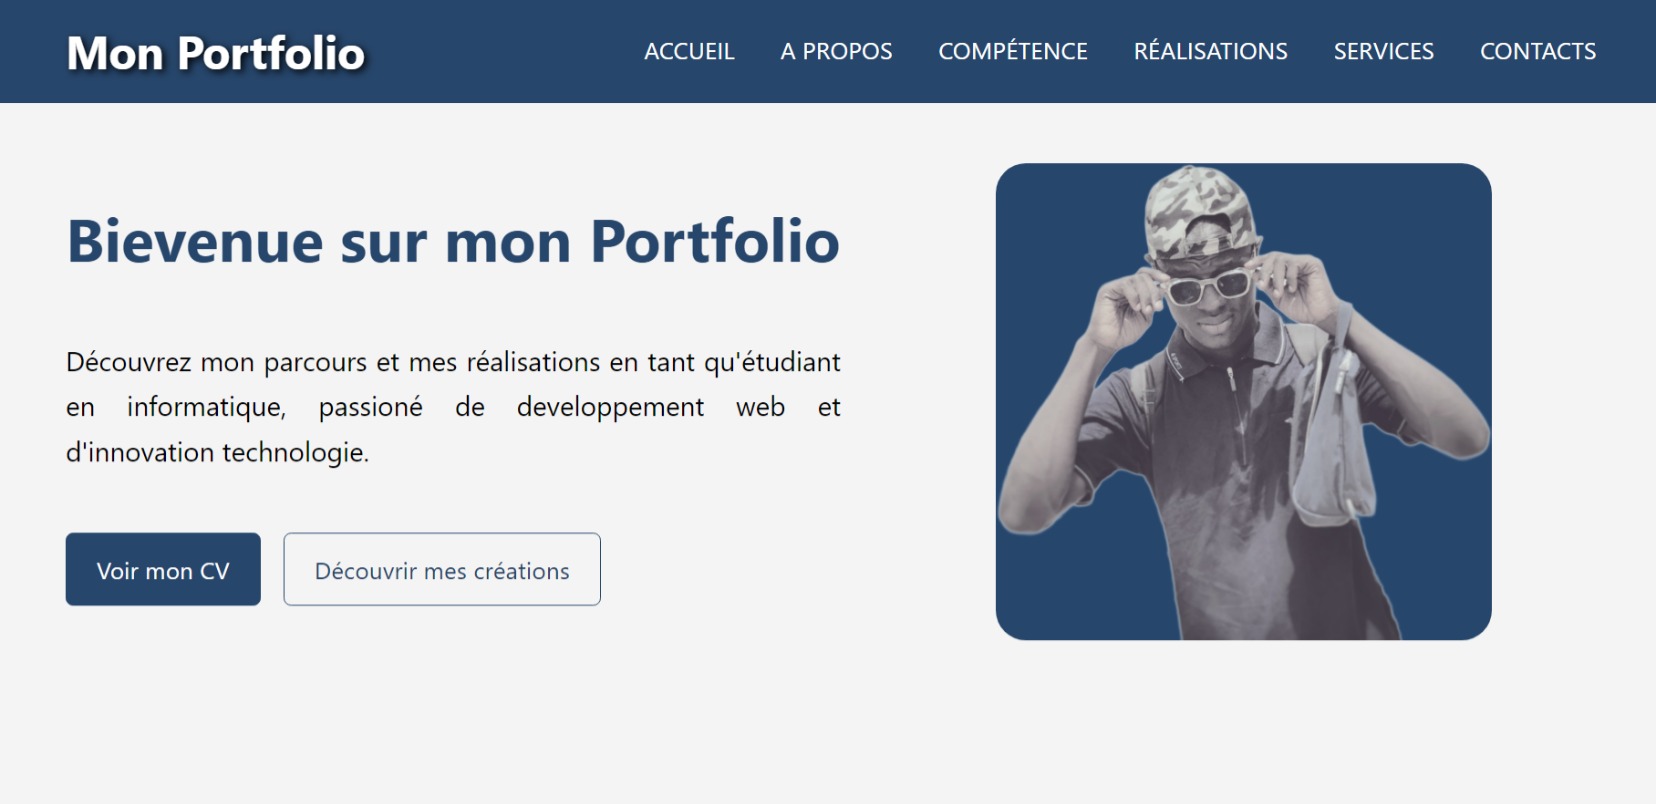 Mon Portfolio
ACCUEIL A PROPOS COMPÉTENCE RÉALISATIONS SERVICES CONTACTS
Bievenue sur mon Portfolio
Découvrez mon parcours et mes réalisations en tant qu'étudiant
en informatique, passioné de developpement web et
d'innovation technologie.
Voir mon CV
Découvrir mes créations